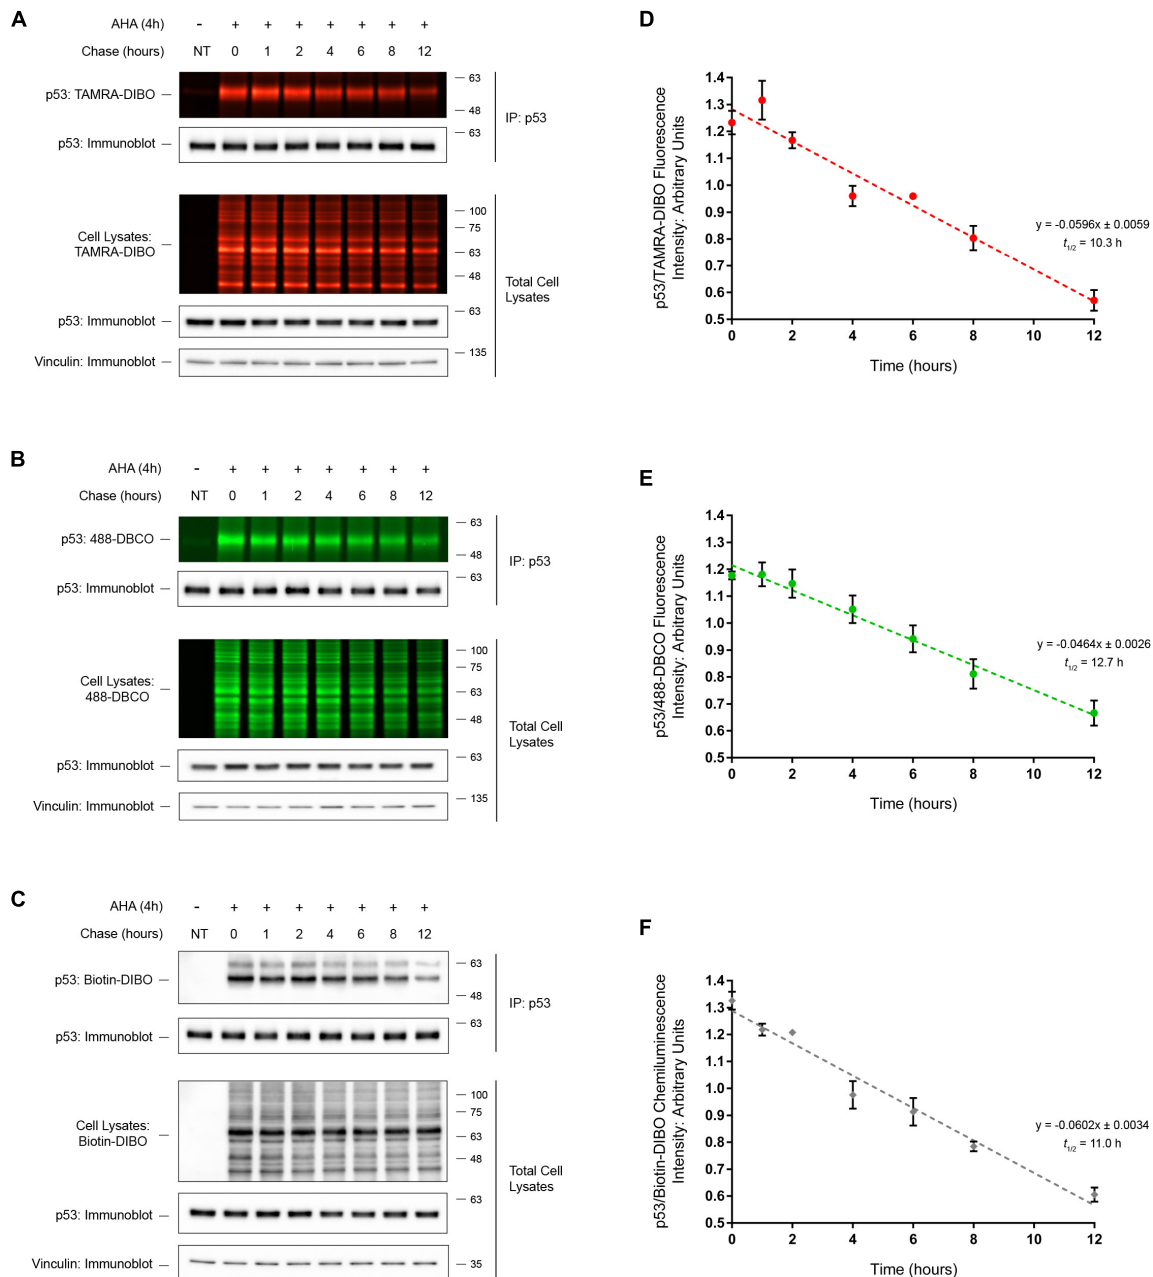 A
AHA (4h) - + + + + + + +
Chase (hours) NT 0 1 2 4 6 8 12
p53: TAMRA-DIBO
63
48
IP: p53
p53: Immunoblot
63
Cell Lysates:
TAMRA-DIBO
100
75
63
48
Total Cell
Lysates
p53: Immunoblot
63
Vinculin: Immunoblot
135
B
AHA (4h) - + + + + + + +
Chase (hours) NT 0 1 2 4 6 8 12
p53: 488-DBCO
63
48
IP: p53
p53: Immunoblot
63
Cell Lysates:
488-DBCO
100
75
63
48
Total Cell
Lysates
p53: Immunoblot
63
Vinculin: Immunoblot
135
C
AHA (4h) - + + + + + + +
Chase (hours) NT 0 1 2 4 6 8 12
p53: Biotin-DIBO
63
48
IP: p53
p53: Immunoblot
63
Cell Lysates:
Biotin-DIBO
100
75
63
48
Total Cell
Lysates
p53: Immunoblot
63
Vinculin: Immunoblot
35
D
p53/TAMRA-DIBO Fluorescence
Intensity: Arbitrary Units
1.4
1.3
1.2
1.1
1.0
0.9
0.8
0.7
0.6
0.5
0 2 4 6 8 10 12
Time (hours)
y = -0.0596x ± 0.0059
t1/2 = 10.3 h
E
p53/488-DBCO Fluorescence
Intensity: Arbitrary Units
1.4
1.3
1.2
1.1
1.0
0.9
0.8
0.7
0.6
0.5
0 2 4 6 8 10 12
Time (hours)
y = -0.0464x ± 0.0026
t1/2 = 12.7 h
F
p53/Biotin-DIBO Chemiluminescence
Intensity: Arbitrary Units
1.4
1.3
1.2
1.1
1.0
0.9
0.8
0.7
0.6
0.5
0 2 4 6 8 10 12
Time (hours)
y = -0.0602x ± 0.0034
t1/2 = 11.0 h